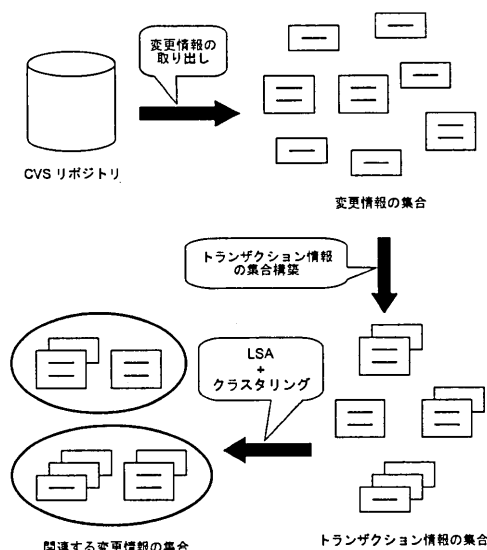 変更情報の
取り出し
CVS リポジトリ
変更情報の集合
トランザクション情報
の集合構築
LSA
+
クラスタリング
関連する変更情報の集合
トランザクション情報の集合